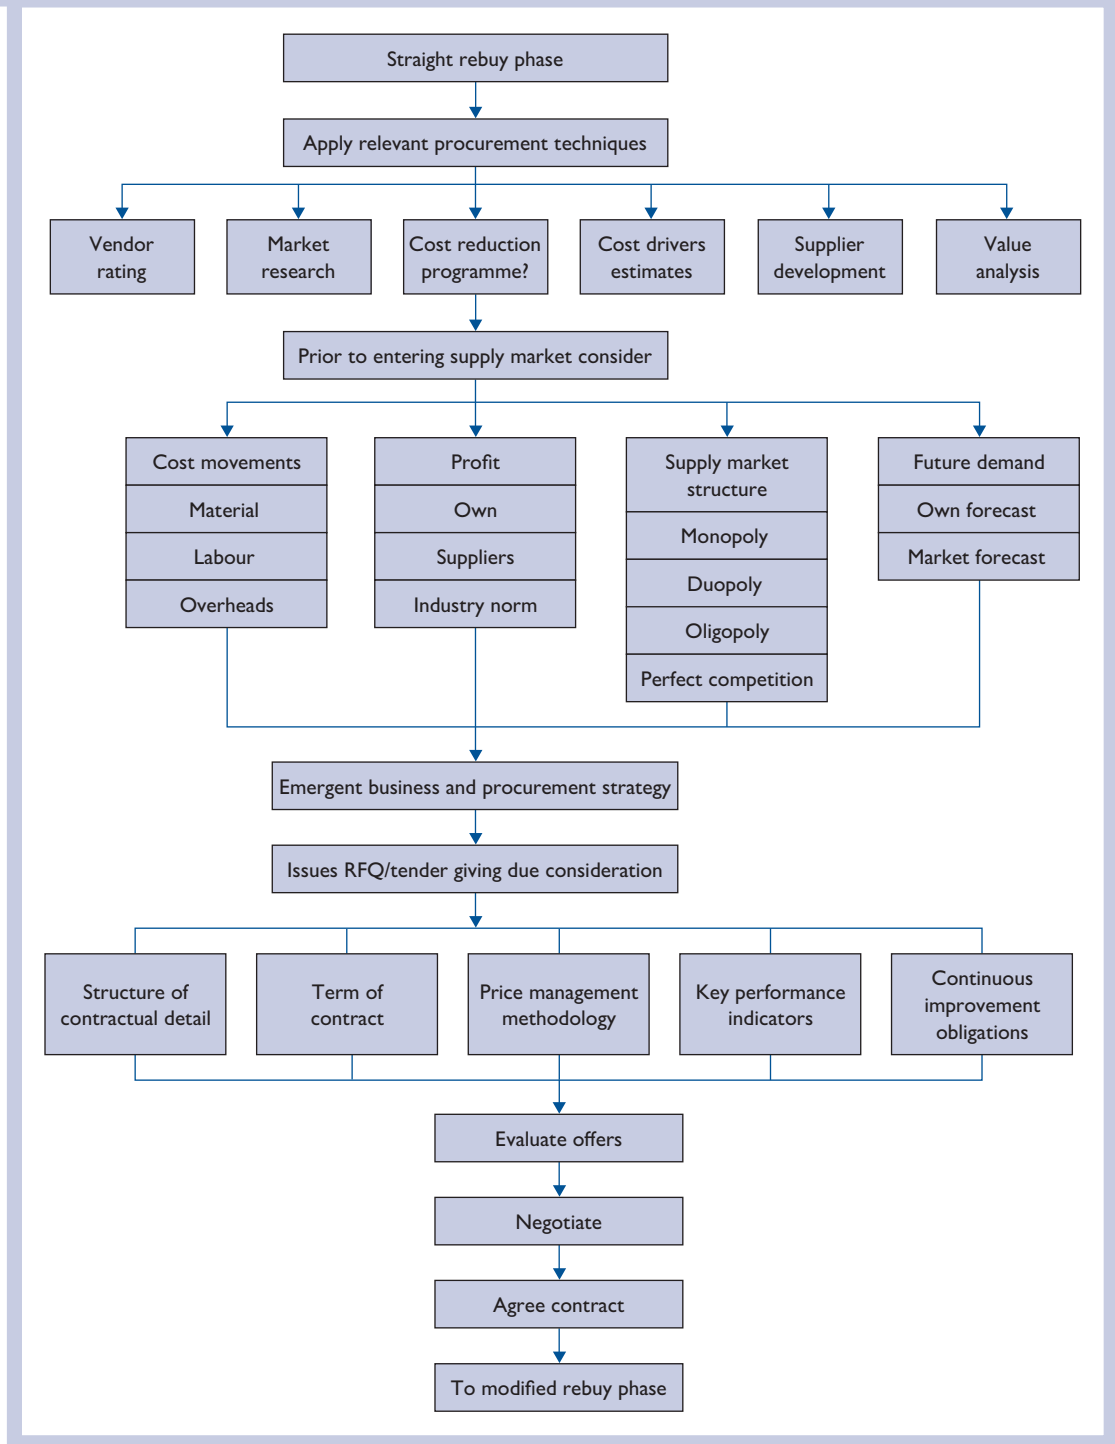 Straight rebuy phase
Apply relevant procurement techniques
Vendor
rating
Market
research
Cost reduction
programme?
Cost drivers
estimates
Supplier
development
Value
analysis
Prior to entering supply market consider
Cost movements
Material
Labour
Overheads
Profit
Own
Suppliers
Industry norm
Supply market
structure
Monopoly
Duopoly
Oligopoly
Perfect competition
Future demand
Own forecast
Market forecast
Emergent business and procurement strategy
Issues RFQ/tender giving due consideration
Structure of
contractual detail
Term of
contract
Price management
methodology
Key performance
indicators
Continuous
improvement
obligations
Evaluate offers
Negotiate
Agree contract
To modified rebuy phase